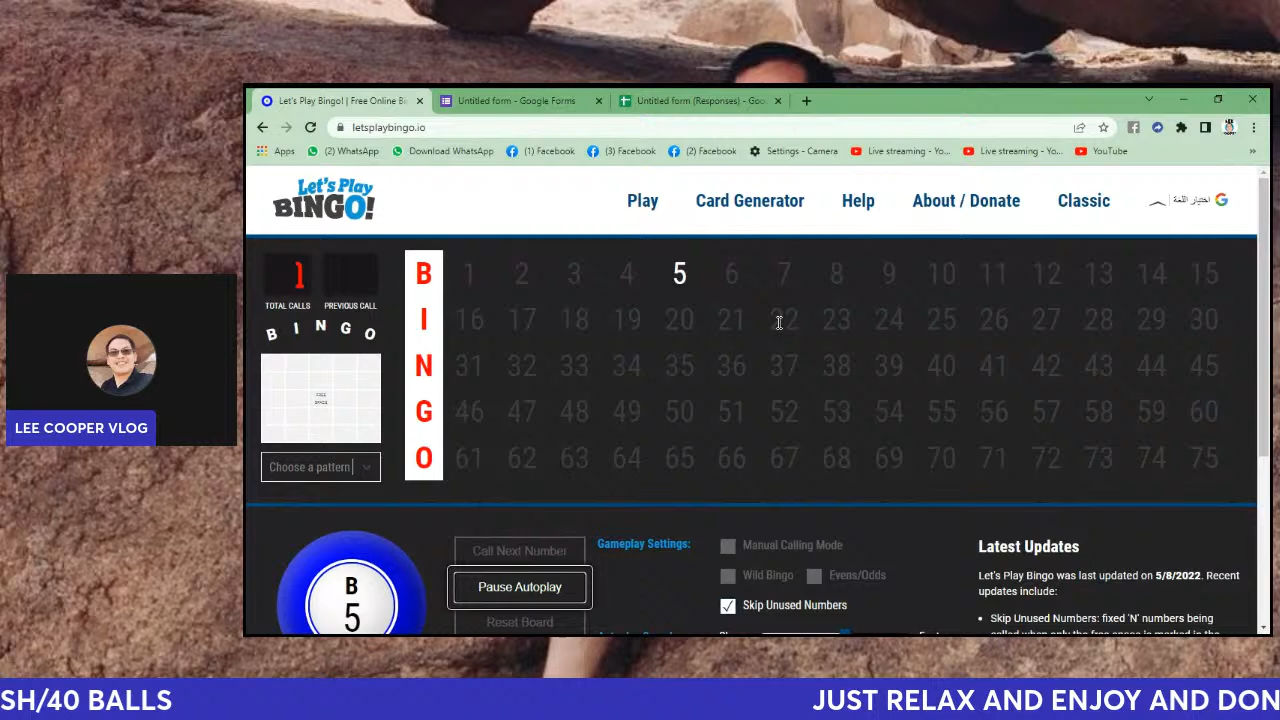 Let's Play Bingo! | Free Online B
Untitled form - Google Forms
Untitled form (Responses) - Goo
letsplaybingo.io
Apps
(2) WhatsApp
Download WhatsApp
(1) Facebook
(3) Facebook
(2) Facebook
Settings - Camera
Live streaming - Yo...
Live streaming - Yo...
YouTube
Let's Play
BINGO!
Play
Card Generator
Help
About / Donate
Classic
اختيار اللغة
1
TOTAL CALLS
PREVIOUS CALL
B I N G O
FREE
SPACE
Choose a pattern
B 1 2 3 4 5 6 7 8 9 10 11 12 13 14 15
I 16 17 18 19 20 21 22 23 24 25 26 27 28 29 30
N 31 32 33 34 35 36 37 38 39 40 41 42 43 44 45
G 46 47 48 49 50 51 52 53 54 55 56 57 58 59 60
O 61 62 63 64 65 66 67 68 69 70 71 72 73 74 75
B
5
Call Next Number
Pause Autoplay
Reset Board
Gameplay Settings:
Manual Calling Mode
Wild Bingo
Evens/Odds
Skip Unused Numbers
Latest Updates
Let's Play Bingo was last updated on 5/8/2022. Recent
updates include:
Skip Unused Numbers: fixed 'N' numbers being
LEE COOPER VLOG
SH/40 BALLS
JUST RELAX AND ENJOY AND DON